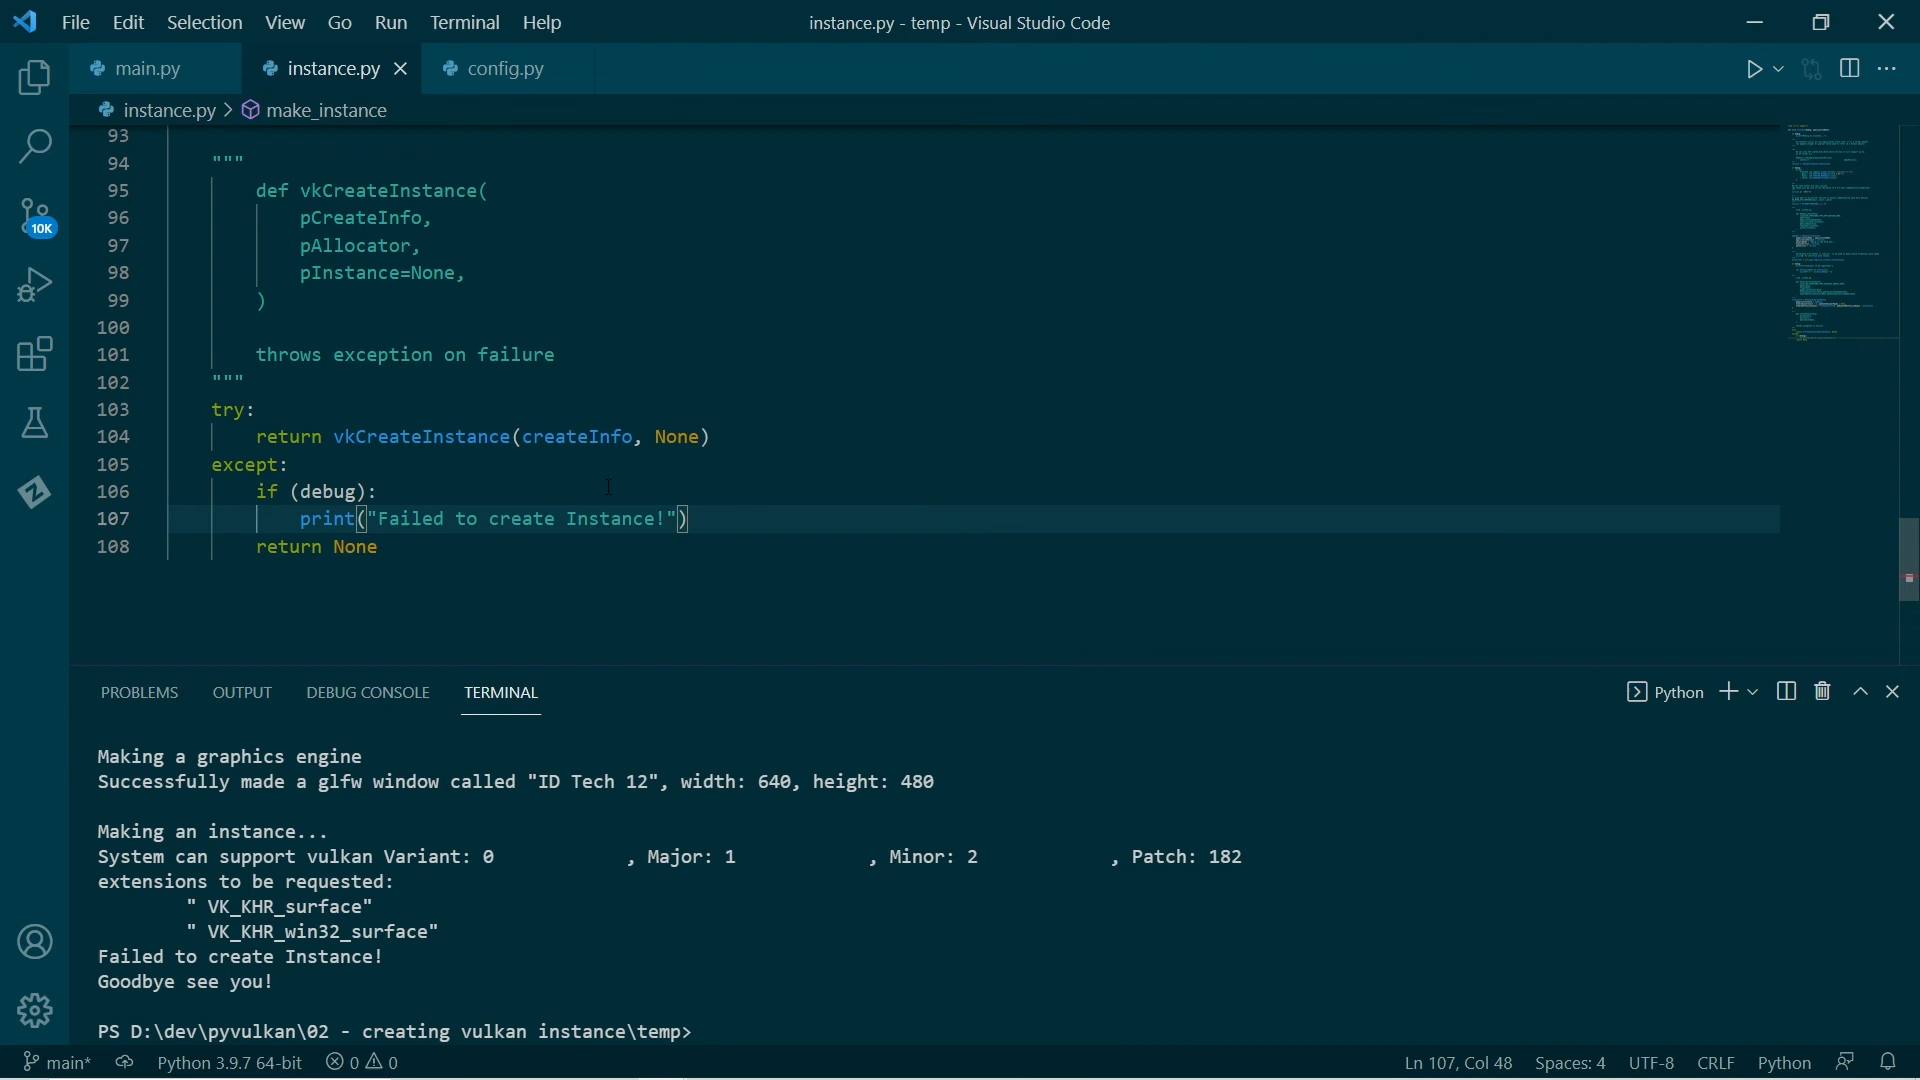 File Edit Selection View Go Run Terminal Help
instance.py - temp - Visual Studio Code
main.py
instance.py
config.py
instance.py > make_instance
93
94 """
95 def vkCreateInstance(
96 pCreateInfo,
97 pAllocator,
98 pInstance=None,
99 )
100
101 throws exception on failure
102 """
103 try:
104 return vkCreateInstance(createInfo, None)
105 except:
106 if (debug):
107 print("Failed to create Instance!")
108 return None
10K
PROBLEMS OUTPUT DEBUG CONSOLE TERMINAL
Python
Making a graphics engine
Successfully made a glfw window called "ID Tech 12", width: 640, height: 480
Making an instance...
System can support vulkan Variant: 0 , Major: 1 , Minor: 2 , Patch: 182
extensions to be requested:
" VK_KHR_surface"
" VK_KHR_win32_surface"
Failed to create Instance!
Goodbye see you!
PS D:\dev\pyvulkan\02 - creating vulkan instance\temp>
main* Python 3.9.7 64-bit 0 0 Ln 107, Col 48 Spaces: 4 UTF-8 CRLF Python